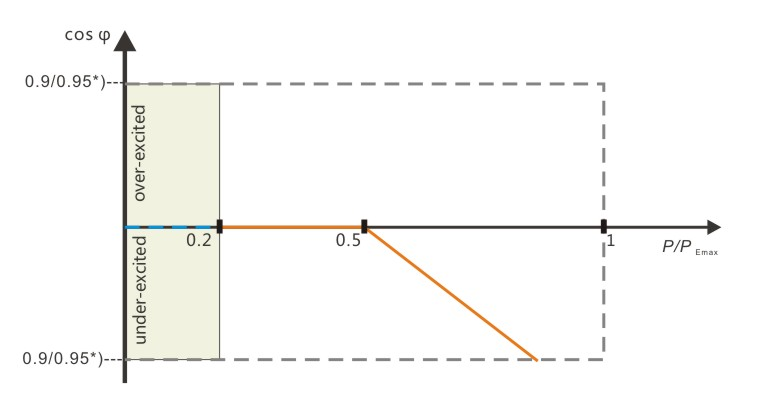 cos φ
0.9/0.95*)
over-excited
0.2
0.5
1
P/P Emax
under-excited
0.9/0.95*)